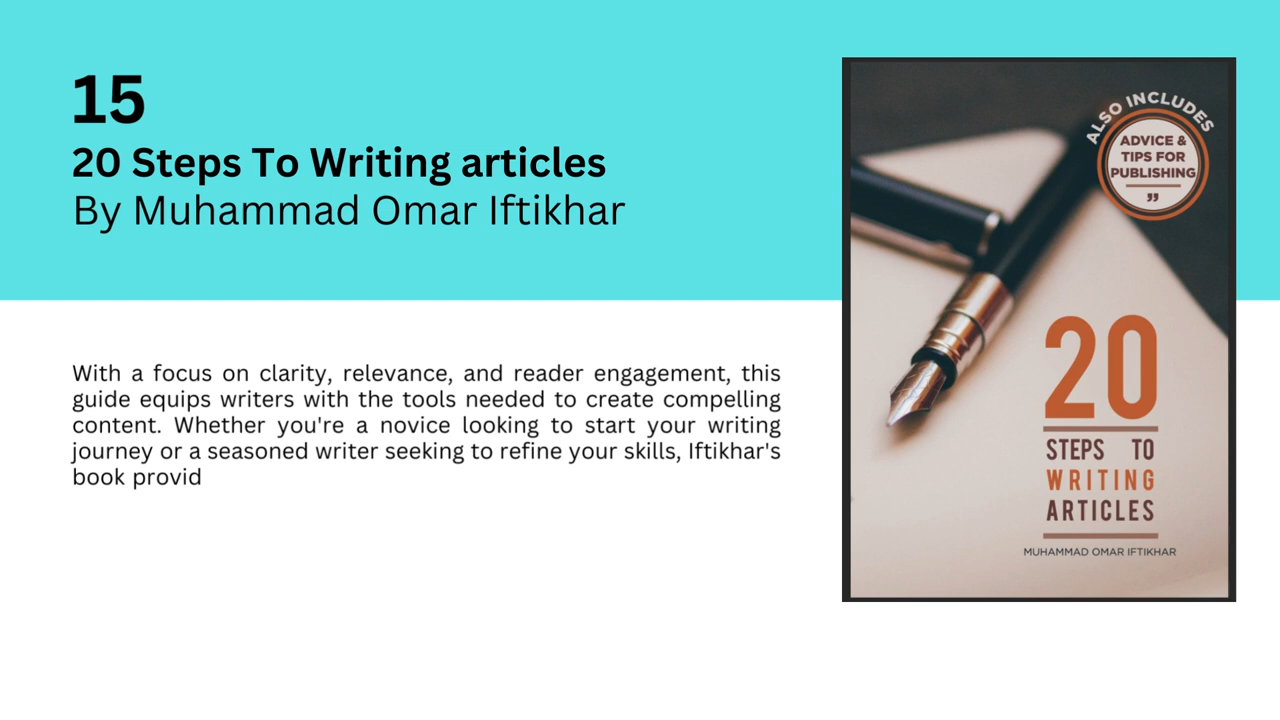 15
20 Steps To Writing articles
By Muhammad Omar Iftikhar
With a focus on clarity, relevance, and reader engagement, this
guide equips writers with the tools needed to create compelling
content. Whether you're a novice looking to start your writing
journey or a seasoned writer seeking to refine your skills, Iftikhar's
book provid
ALSO INCLUDES
ADVICE &
TIPS FOR
PUBLISHING
”
20
STEPS TO
WRITING
ARTICLES
MUHAMMAD OMAR IFTIKHAR